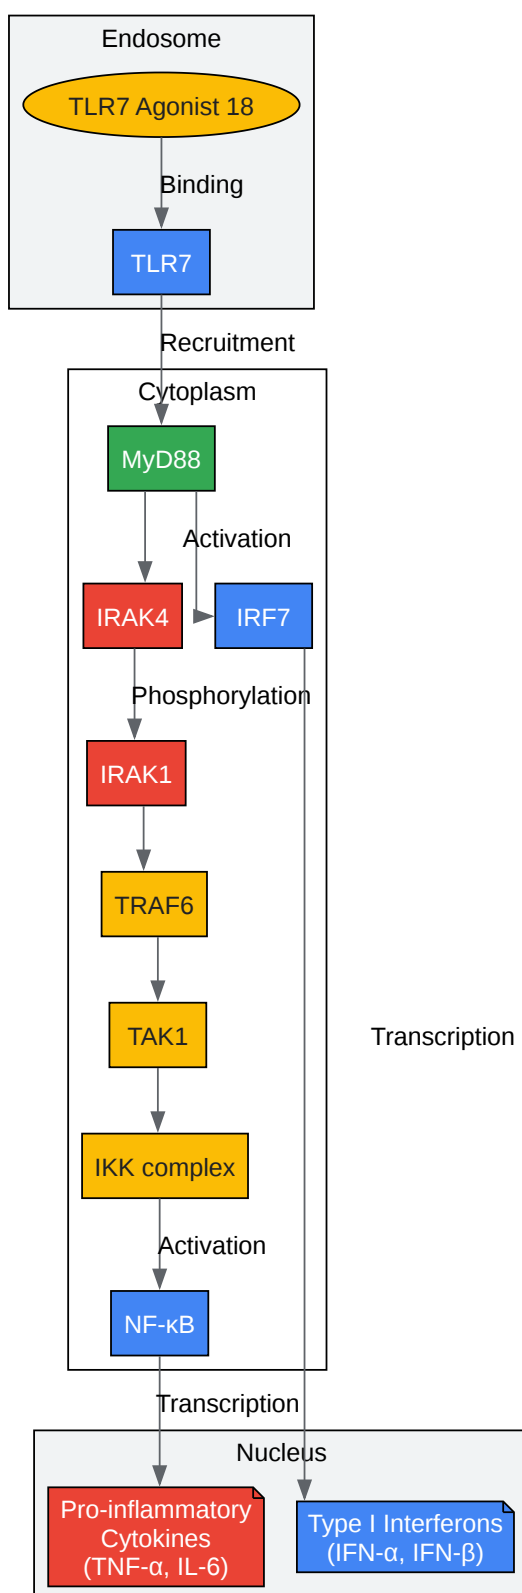 Endosome
TLR7 Agonist 18
Binding
TLR7
Recruitment
Cytoplasm
MyD88
Activation
IRAK4
IRF7
Phosphorylation
IRAK1
TRAF6
TAK1
Transcription
IKK complex
Activation
NF-κB
Transcription
Nucleus
Pro-inflammatory
Cytokines
(TNF-α, IL-6)
Type I Interferons
(IFN-α, IFN-β)